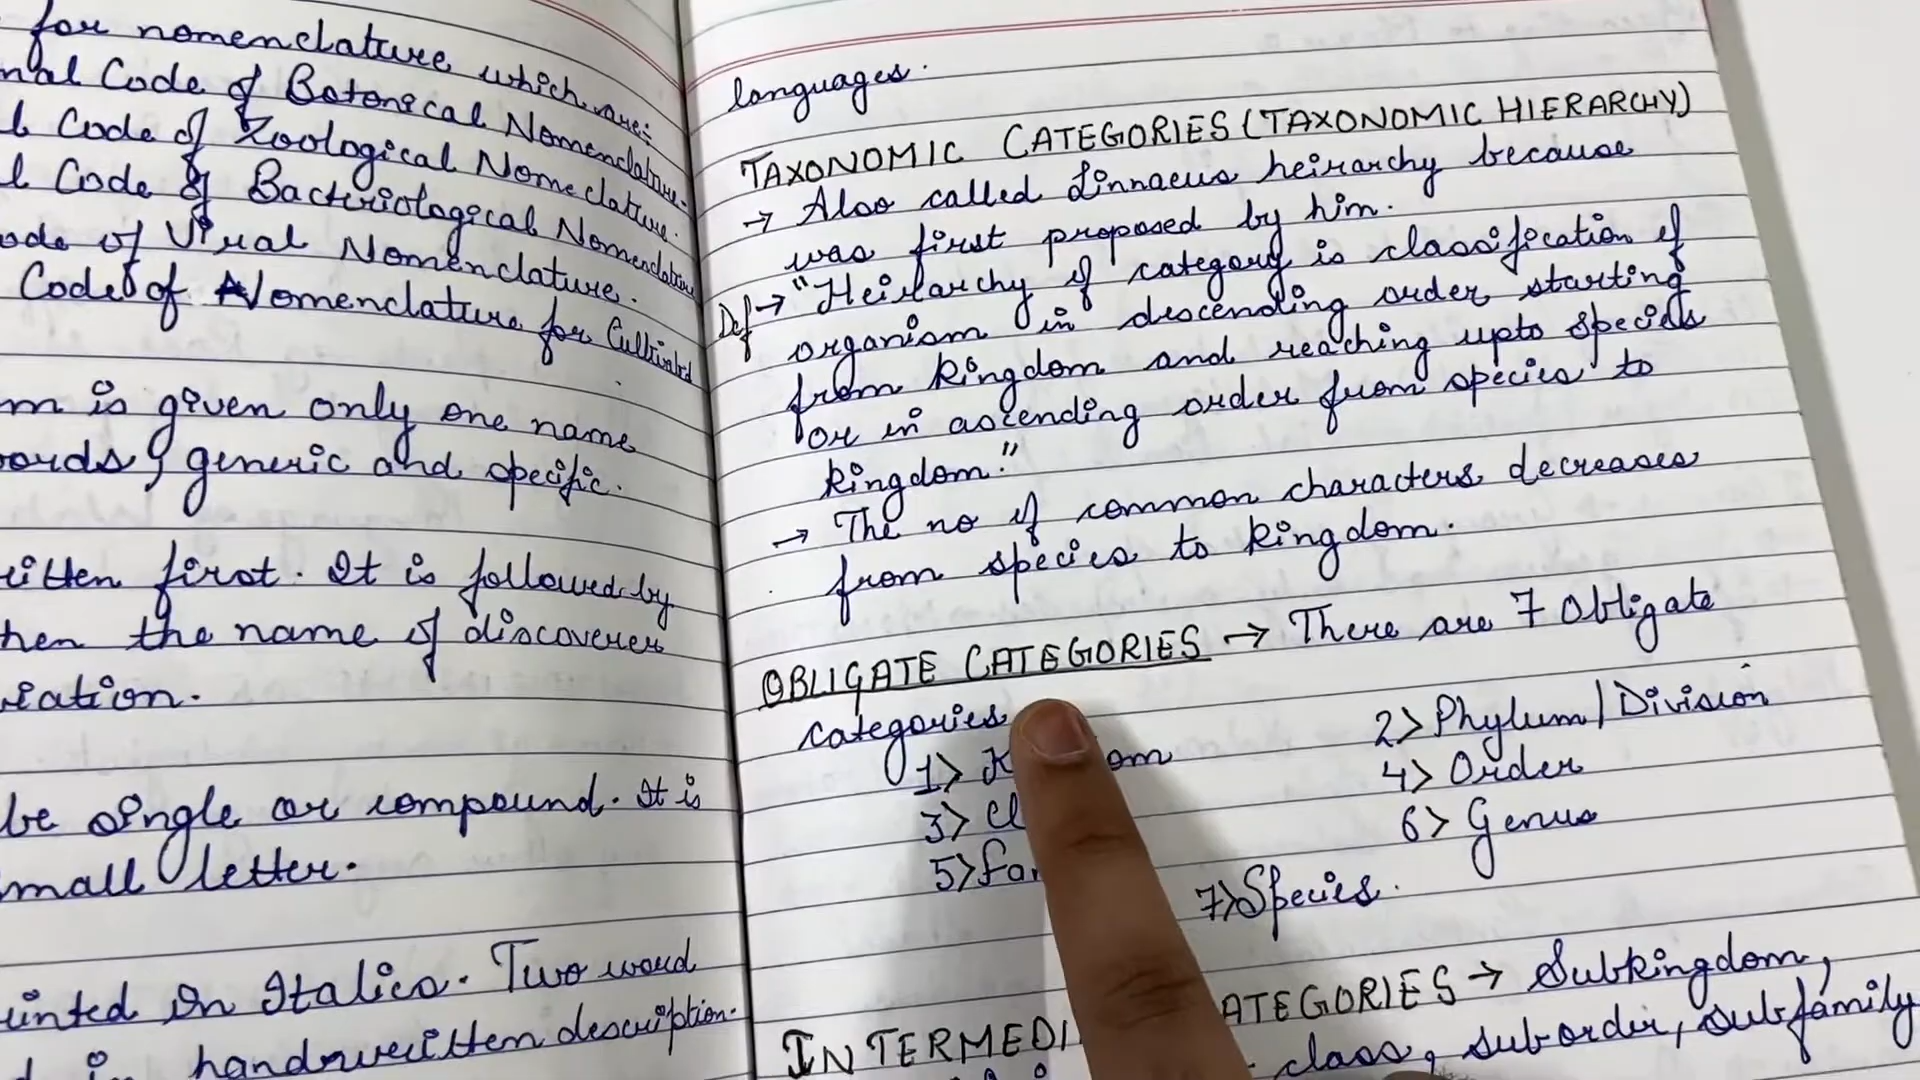 for nomenclature which are:
nal Code of Botanical Nomenclature.
l Code of Zoological Nomeclature.
l Code of Bacteriological Nomenclature
ode of Viral Nomenclature.
Code of Nomenclature for Cultivated
m is given only one name
words, generic and specific.
ritten first. It is followed by
hen the name of discoverer
riation.
be single or compound. It is
mall letter.
inted in Italics. Two word
in handwritten description.
languages.
TAXONOMIC CATEGORIES (TAXONOMIC HIERARCHY)
→ Also called Linnaeus heirarchy because
was first proposed by him.
Def → "Heirarchy of category is classification of
organism in descending order starting
from kingdom and reaching upto species
or in ascending order from species to
kingdom."
→ The no of common characters decreases
from species to kingdom.
OBLIGATE CATEGORIES → There are 7 Obligate
categories
1> K om 2> Phylum/Division
3> Cl 4> Order
5> Fa 6> Genus
7> Species.
INTERMEDI ATEGORIES → Subkingdom,
class, suborder, subfamily